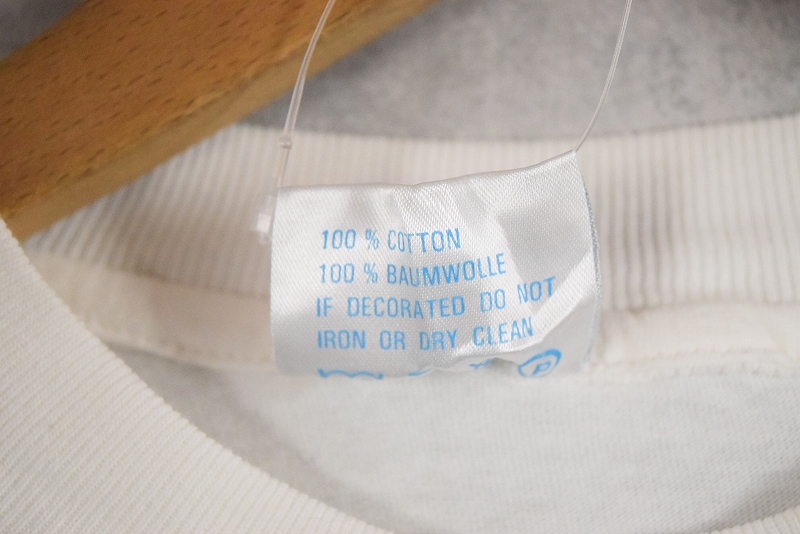 100 % COTTON
100 % BAUMWOLLE
IF DECORATED DO NOT
IRON OR DRY CLEAN
P